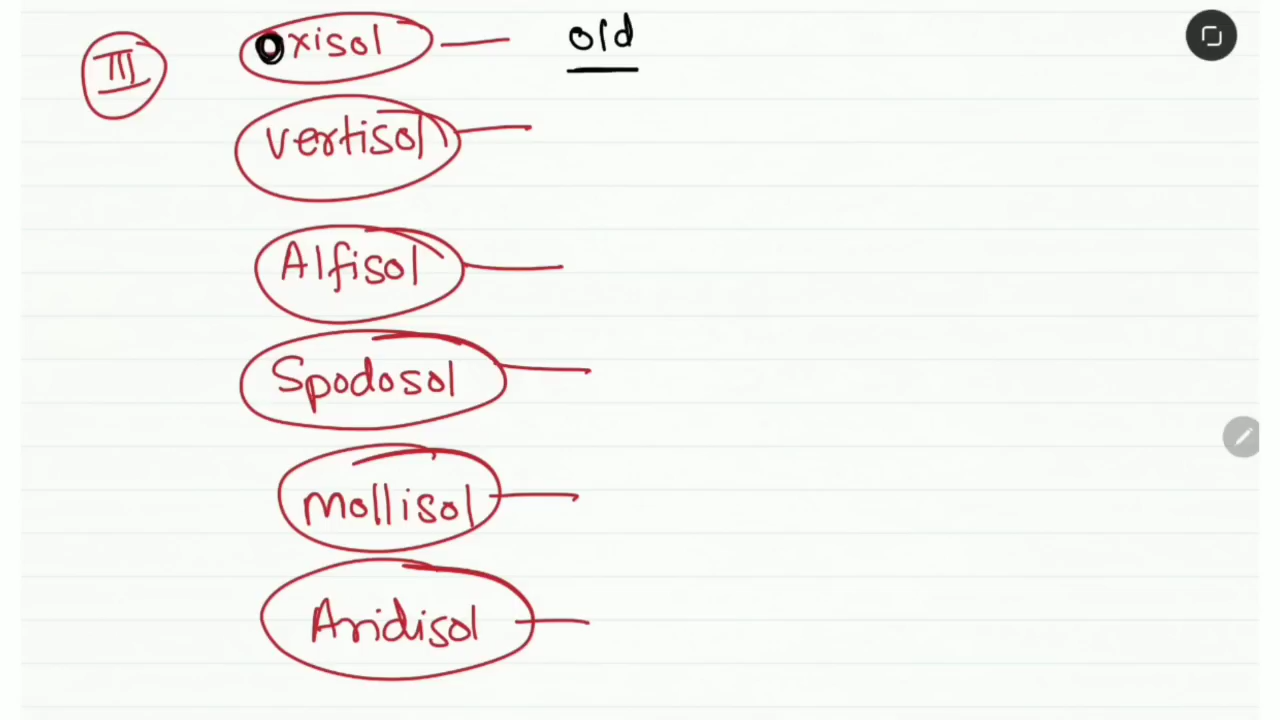 III
Oxisol — old
Vertisol —
Alfisol —
Spodosol —
Mollisol —
Aridisol —